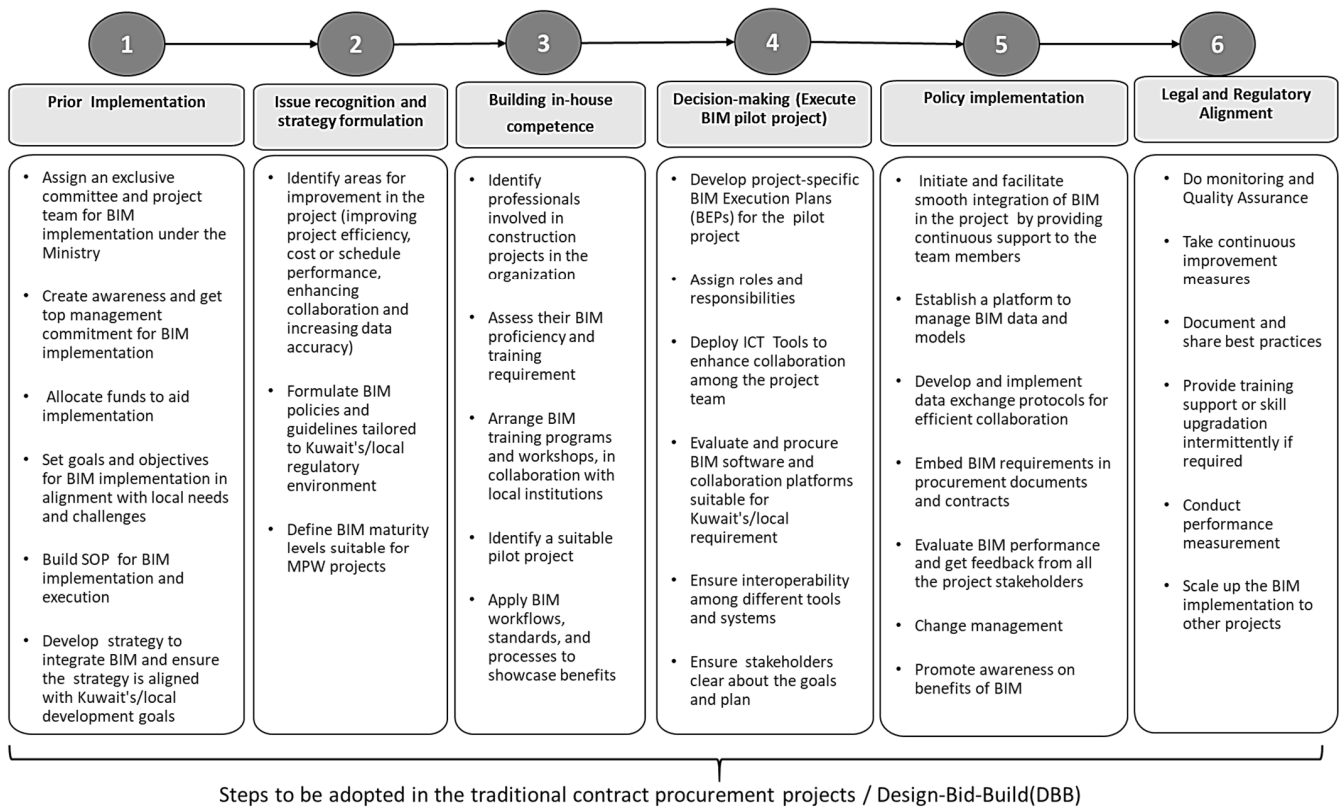 1
2
3
4
5
6
Prior Implementation
Issue recognition and
strategy formulation
Building in-house
competence
Decision-making (Execute
BIM pilot project)
Policy implementation
Legal and Regulatory
Alignment
• Assign an exclusive
committee and project
team for BIM
implementation under the
Ministry
• Create awareness and get
top management
commitment for BIM
implementation
• Allocate funds to aid
implementation
• Set goals and objectives
for BIM implementation in
alignment with local needs
and challenges
• Build SOP for BIM
implementation and
execution
• Develop strategy to
integrate BIM and ensure
the strategy is aligned
with Kuwait's/local
development goals
• Identify areas for
improvement in the
project (improving
project efficiency,
cost or schedule
performance,
enhancing
collaboration and
increasing data
accuracy)
• Formulate BIM
policies and
guidelines tailored
to Kuwait's/local
regulatory
environment
• Define BIM maturity
levels suitable for
MPW projects
• Identify
professionals
involved in
construction
projects in the
organization
• Assess their BIM
proficiency and
training
requirement
• Arrange BIM
training programs
and workshops, in
collaboration with
local institutions
• Identify a suitable
pilot project
• Apply BIM
workflows,
standards, and
processes to
showcase benefits
• Develop project-specific
BIM Execution Plans
(BEPs) for the pilot
project
• Assign roles and
responsibilities
• Deploy ICT Tools to
enhance collaboration
among the project
team
• Evaluate and procure
BIM software and
collaboration platforms
suitable for
Kuwait's/local
requirement
• Ensure interoperability
among different tools
and systems
• Ensure stakeholders
clear about the goals
and plan
• Initiate and facilitate
smooth integration of BIM
in the project by providing
continuous support to the
team members
• Establish a platform to
manage BIM data and
models
• Develop and implement
data exchange protocols for
efficient collaboration
• Embed BIM requirements in
procurement documents
and contracts
• Evaluate BIM performance
and get feedback from all
the project stakeholders
• Change management
• Promote awareness on
benefits of BIM
• Do monitoring and
Quality Assurance
• Take continuous
improvement
measures
• Document and
share best practices
• Provide training
support or skill
upgradation
intermittently if
required
• Conduct
performance
measurement
• Scale up the BIM
implementation to
other projects
Steps to be adopted in the traditional contract procurement projects / Design-Bid-Build(DBB)